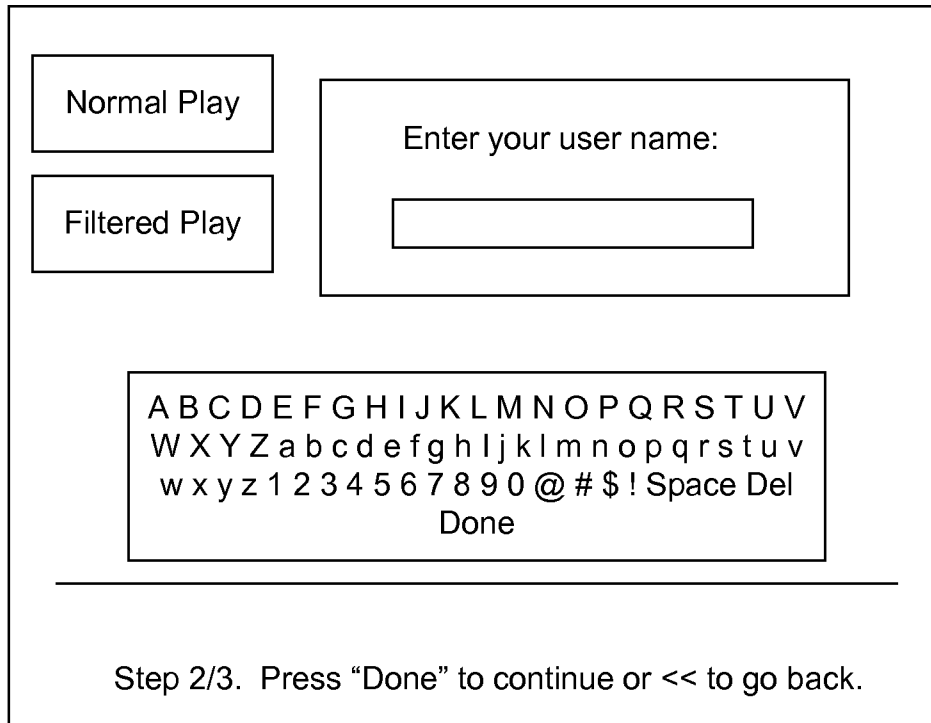 Normal Play
Filtered Play
Enter your user name:
A B C D E F G H I J K L M N O P Q R S T U V
W X Y Z a b c d e f g h I j k l m n o p q r s t u v
w x y z 1 2 3 4 5 6 7 8 9 0 @ # $ ! Space Del
Done
Step 2/3.  Press “Done” to continue or << to go back.